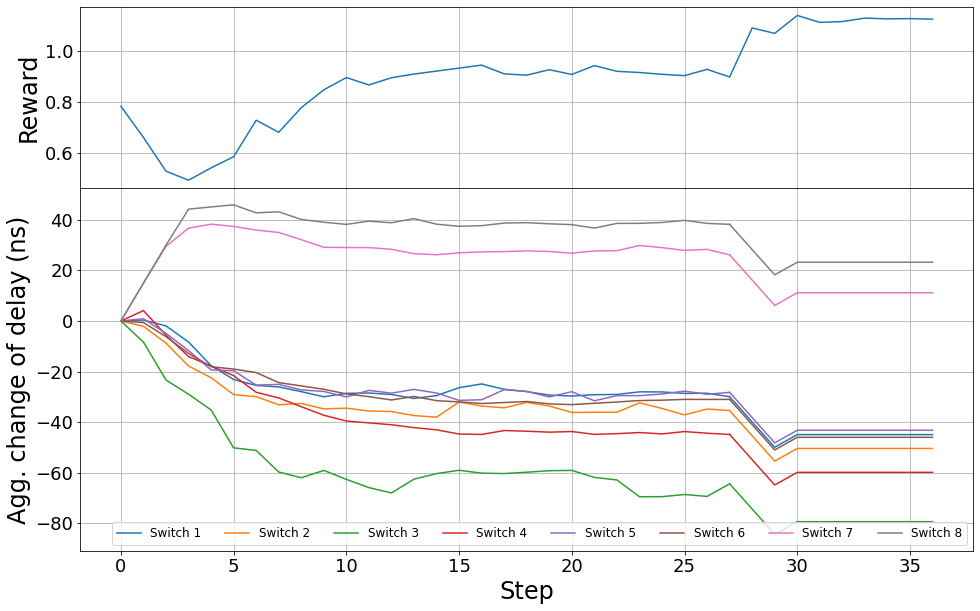 Reward
1.0
0.8
0.6
Agg. change of delay (ns)
40
20
0
−20
−40
−60
−80
Switch 1 Switch 2 Switch 3 Switch 4 Switch 5 Switch 6 Switch 7 Switch 8
0 5 10 15 20 25 30 35
Step